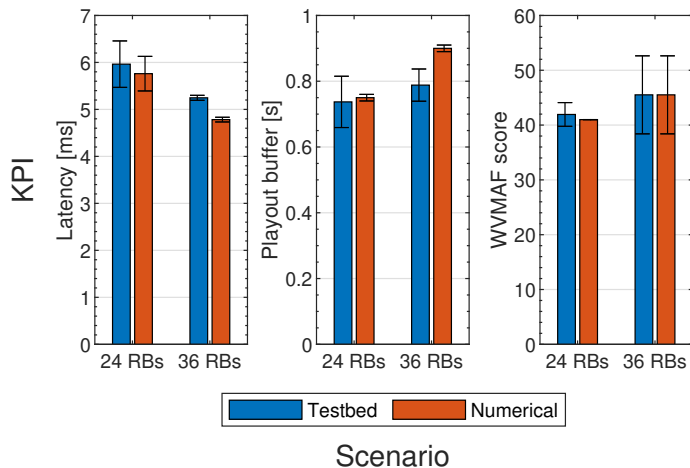 KPI
Latency [ms]
7
6
5
4
3
2
1
0
24 RBs
36 RBs
Playout buffer [s]
1
0.8
0.6
0.4
0.2
0
24 RBs
36 RBs
WVMAF score
60
50
40
30
20
10
0
24 RBs
36 RBs
Testbed
Numerical
Scenario